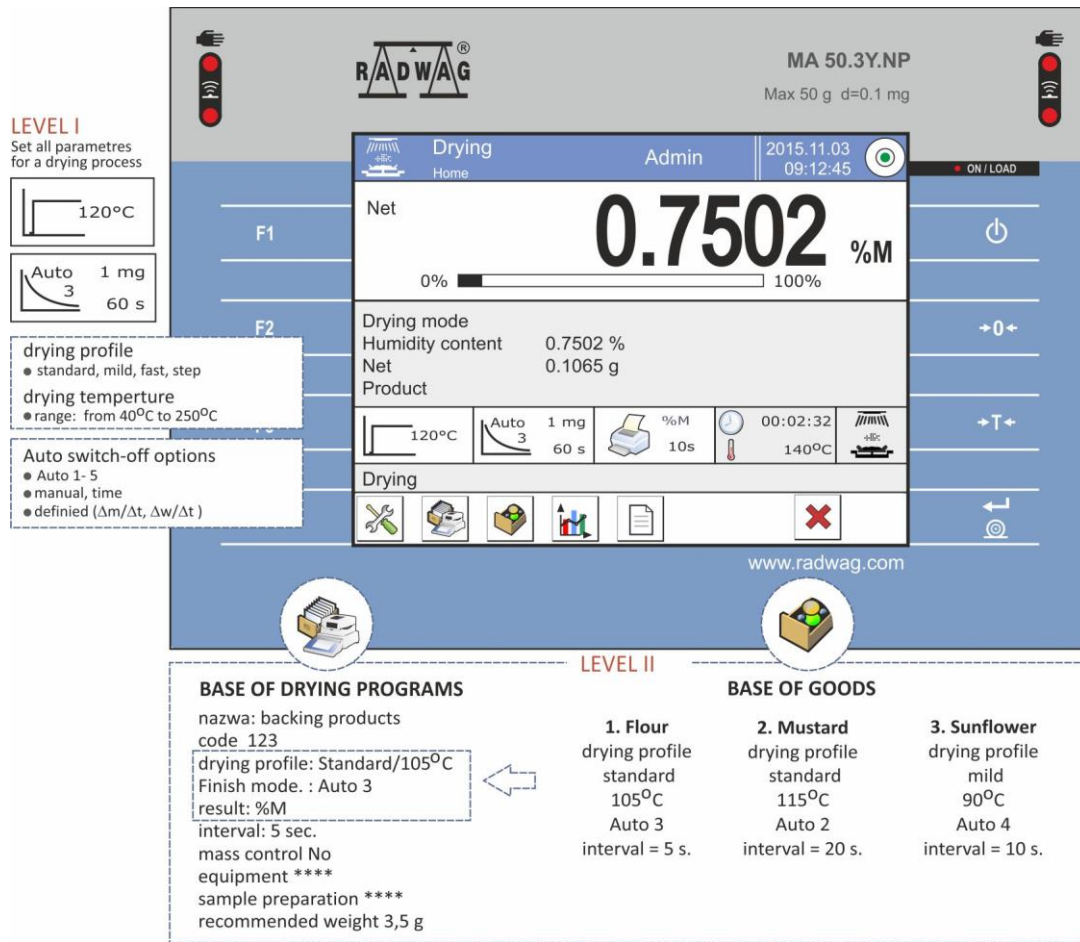 RADWAG®
MA 50.3Y.NP
Max 50 g d=0.1 mg
LEVEL I
Set all parametres
for a drying process
120°C
Auto 1 mg
3 60 s
drying profile
● standard, mild, fast, step
drying temperture
● range: from 40°C to 250°C
Auto switch-off options
● Auto 1- 5
● manual, time
● definied (Δm/Δt, Δw/Δt )
Drying
Home
Admin
2015.11.03
09:12:45
ON / LOAD
F1
F2
Net
0.7502 %M
0% 100%
Drying mode
Humidity content 0.7502 %
Net 0.1065 g
Product
120°C
Auto 1 mg
3 60 s
%M
10s
00:02:32
140°C
Drying
→0←
→T←
www.radwag.com
LEVEL II
BASE OF DRYING PROGRAMS
nazwa: backing products
code 123
drying profile: Standard/105°C
Finish mode. : Auto 3
result: %M
interval: 5 sec.
mass control No
equipment ****
sample preparation ****
recommended weight 3,5 g
BASE OF GOODS
1. Flour
drying profile
standard
105°C
Auto 3
interval = 5 s.
2. Mustard
drying profile
standard
115°C
Auto 2
interval = 20 s.
3. Sunflower
drying profile
mild
90°C
Auto 4
interval = 10 s.